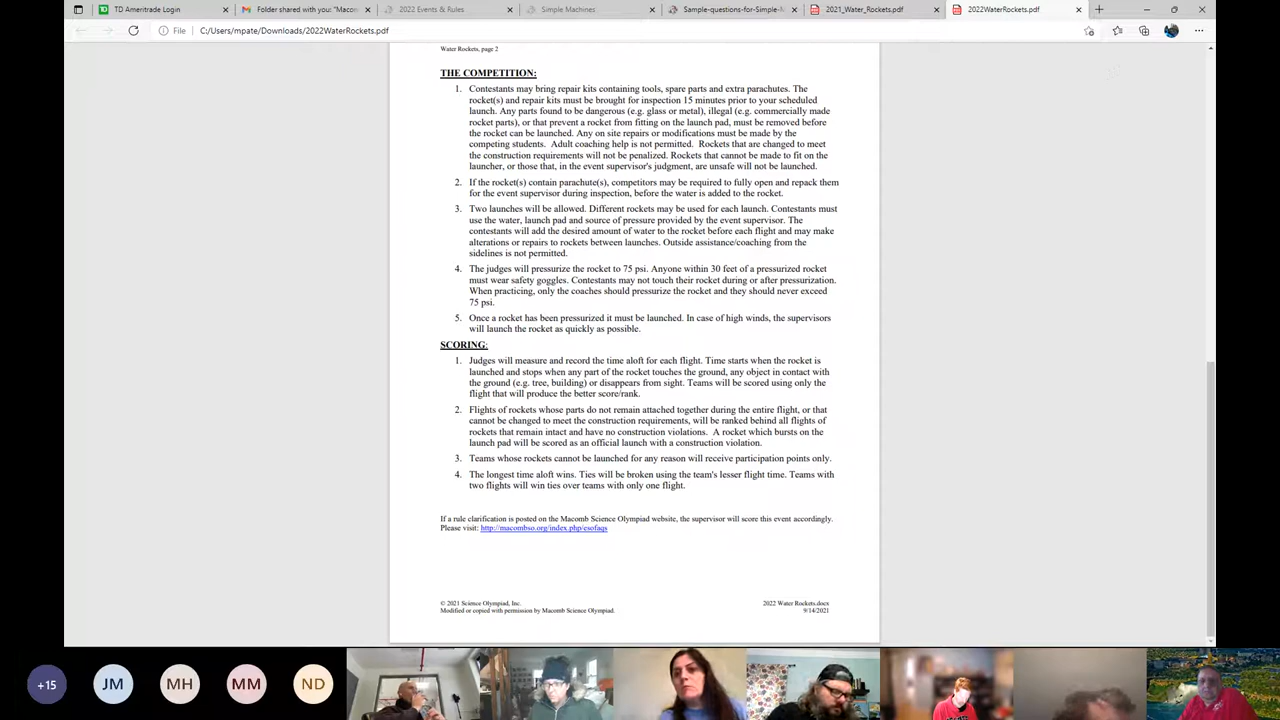 TD Ameritrade Login
Folder shared with you: "Macom
2022 Events & Rules
Simple Machines
Sample-questions-for-Simple-M
2021_Water_Rockets.pdf
2022WaterRockets.pdf
File
C:/Users/mpate/Downloads/2022WaterRockets.pdf
Water Rockets, page 2
THE COMPETITION:
1. Contestants may bring repair kits containing tools, spare parts and extra parachutes. The
rocket(s) and repair kits must be brought for inspection 15 minutes prior to your scheduled
launch. Any parts found to be dangerous (e.g. glass or metal), illegal (e.g. commercially made
rocket parts), or that prevent a rocket from fitting on the launch pad, must be removed before
the rocket can be launched. Any on site repairs or modifications must be made by the
competing students. Adult coaching help is not permitted. Rockets that are changed to meet
the construction requirements will not be penalized. Rockets that cannot be made to fit on the
launcher, or those that, in the event supervisor's judgment, are unsafe will not be launched.
2. If the rocket(s) contain parachute(s), competitors may be required to fully open and repack them
for the event supervisor during inspection, before the water is added to the rocket.
3. Two launches will be allowed. Different rockets may be used for each launch. Contestants must
use the water, launch pad and source of pressure provided by the event supervisor. The
contestants will add the desired amount of water to the rocket before each flight and may make
alterations or repairs to rockets between launches. Outside assistance/coaching from the
sidelines is not permitted.
4. The judges will pressurize the rocket to 75 psi. Anyone within 30 feet of a pressurized rocket
must wear safety goggles. Contestants may not touch their rocket during or after pressurization.
When practicing, only the coaches should pressurize the rocket and they should never exceed
75 psi.
5. Once a rocket has been pressurized it must be launched. In case of high winds, the supervisors
will launch the rocket as quickly as possible.
SCORING:
1. Judges will measure and record the time aloft for each flight. Time starts when the rocket is
launched and stops when any part of the rocket touches the ground, any object in contact with
the ground (e.g. tree, building) or disappears from sight. Teams will be scored using only the
flight that will produce the better score/rank.
2. Flights of rockets whose parts do not remain attached together during the entire flight, or that
cannot be changed to meet the construction requirements, will be ranked behind all flights of
rockets that remain intact and have no construction violations. A rocket which bursts on the
launch pad will be scored as an official launch with a construction violation.
3. Teams whose rockets cannot be launched for any reason will receive participation points only.
4. The longest time aloft wins. Ties will be broken using the team's lesser flight time. Teams with
two flights will win ties over teams with only one flight.
If a rule clarification is posted on the Macomb Science Olympiad website, the supervisor will score this event accordingly.
Please visit: http://macombso.org/index.php/esofaqs
© 2021 Science Olympiad, Inc.
2022 Water Rockets.docx
Modified or copied with permission by Macomb Science Olympiad.
9/14/2021
+15
JM
MH
MM
ND